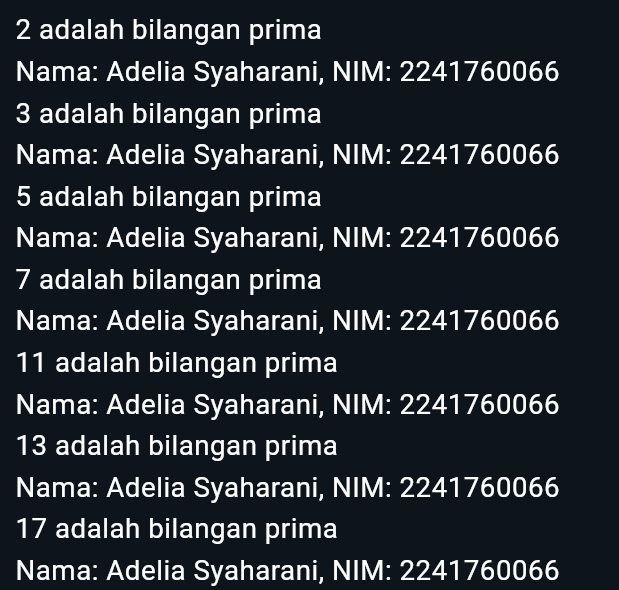 2 adalah bilangan prima
Nama: Adelia Syaharani, NIM: 2241760066
3 adalah bilangan prima
Nama: Adelia Syaharani, NIM: 2241760066
5 adalah bilangan prima
Nama: Adelia Syaharani, NIM: 2241760066
7 adalah bilangan prima
Nama: Adelia Syaharani, NIM: 2241760066
11 adalah bilangan prima
Nama: Adelia Syaharani, NIM: 2241760066
13 adalah bilangan prima
Nama: Adelia Syaharani, NIM: 2241760066
17 adalah bilangan prima
Nama: Adelia Syaharani, NIM: 2241760066